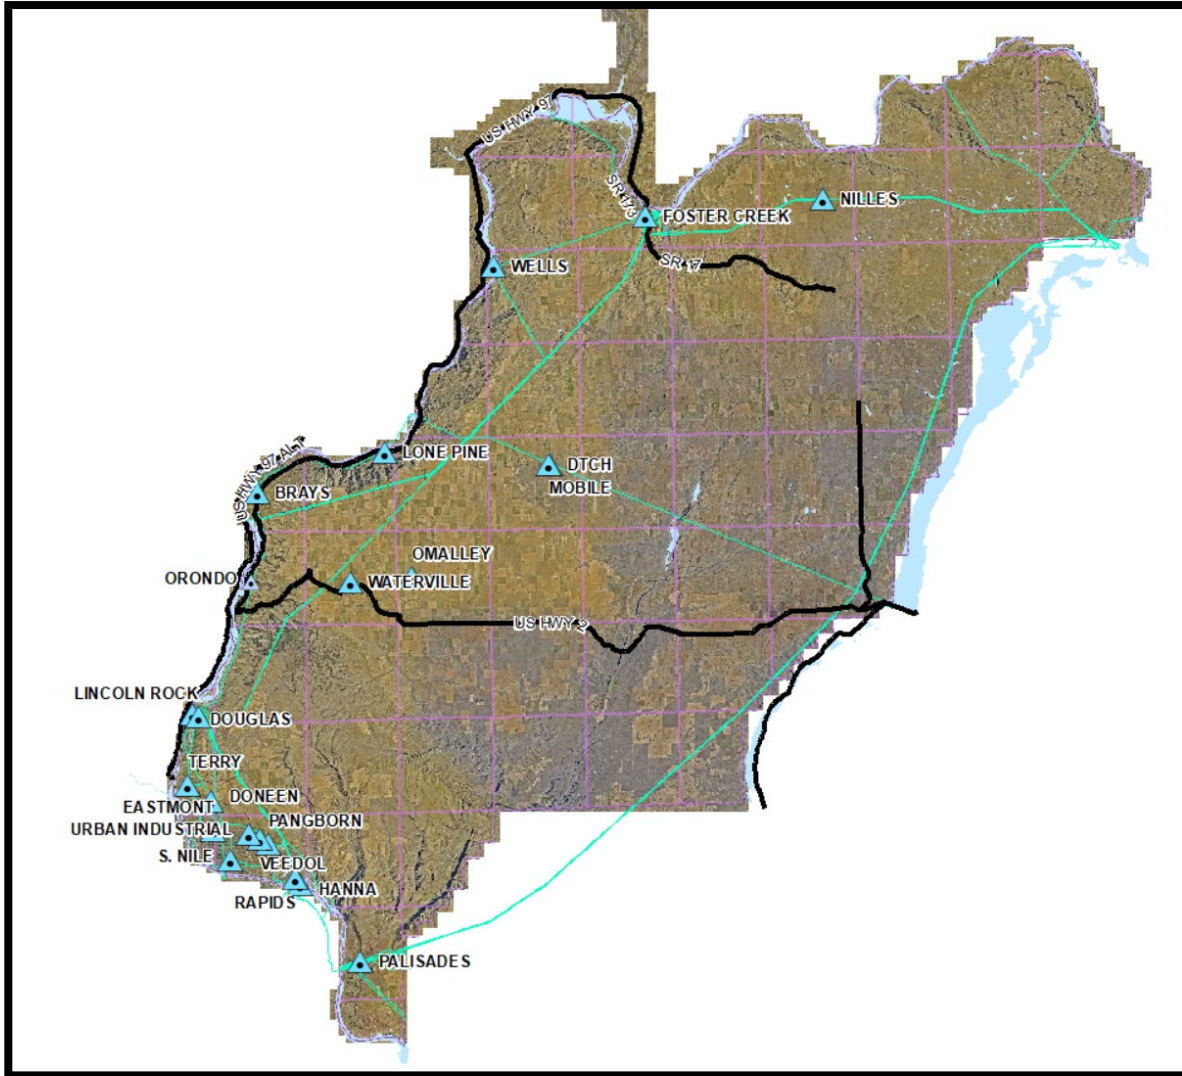 US HWY 97
SR 173
NILLES
FOSTER CREEK
SR 17
WELLS
US HWY 97 ALT
LONE PINE
DTCH
MOBILE
BRAYS
OMALLEY
ORONDO
WATERVILLE
US HWY 2
LINCOLN ROCK
DOUGLAS
TERRY
DONEEN
EASTMONT
PANGBORN
URBAN INDUSTRIAL
S. NILE
VEEDOL
HANNA
RAPIDS
PALISADES